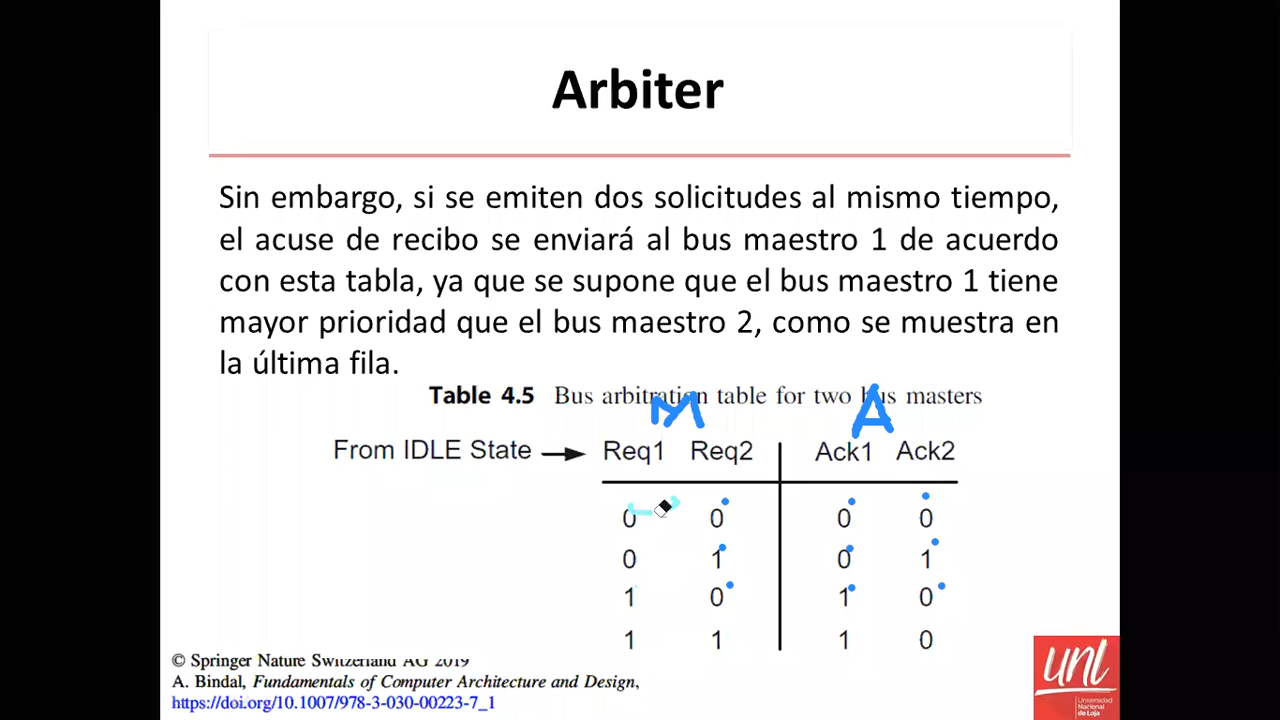 Arbiter
Sin embargo, si se emiten dos solicitudes al mismo tiempo,
el acuse de recibo se enviará al bus maestro 1 de acuerdo
con esta tabla, ya que se supone que el bus maestro 1 tiene
mayor prioridad que el bus maestro 2, como se muestra en
la última fila.
Table 4.5 Bus arbitration table for two bus masters
M A
From IDLE State Req1 Req2 Ack1 Ack2
0 0 0 0
0 1 0 1
1 0 1 0
1 1 1 0
© Springer Nature Switzerland AG 2019
A. Bindal, Fundamentals of Computer Architecture and Design,
https://doi.org/10.1007/978-3-030-00223-7_1
unl
Universidad
Nacional
de Loja